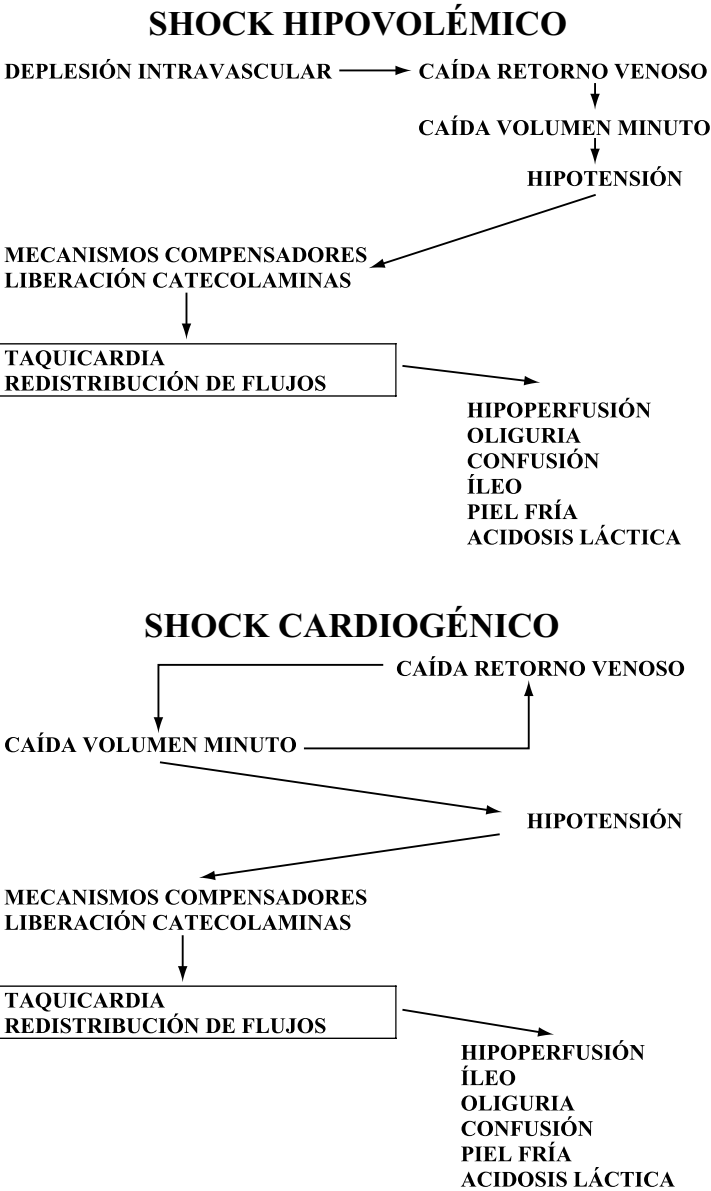 SHOCK HIPOVOLÉMICO
DEPLESIÓN INTRAVASCULAR
CAÍDA RETORNO VENOSO
CAÍDA VOLUMEN MINUTO
HIPOTENSIÓN
MECANISMOS COMPENSADORES
LIBERACIÓN CATECOLAMINAS
TAQUICARDIA
REDISTRIBUCIÓN DE FLUJOS
HIPOPERFUSIÓN
OLIGURIA
CONFUSIÓN
ÍLEO
PIEL FRÍA
ACIDOSIS LÁCTICA
SHOCK CARDIOGÉNICO
CAÍDA RETORNO VENOSO
CAÍDA VOLUMEN MINUTO
HIPOTENSIÓN
MECANISMOS COMPENSADORES
LIBERACIÓN CATECOLAMINAS
TAQUICARDIA
REDISTRIBUCIÓN DE FLUJOS
HIPOPERFUSIÓN
ÍLEO
OLIGURIA
CONFUSIÓN
PIEL FRÍA
ACIDOSIS LÁCTICA